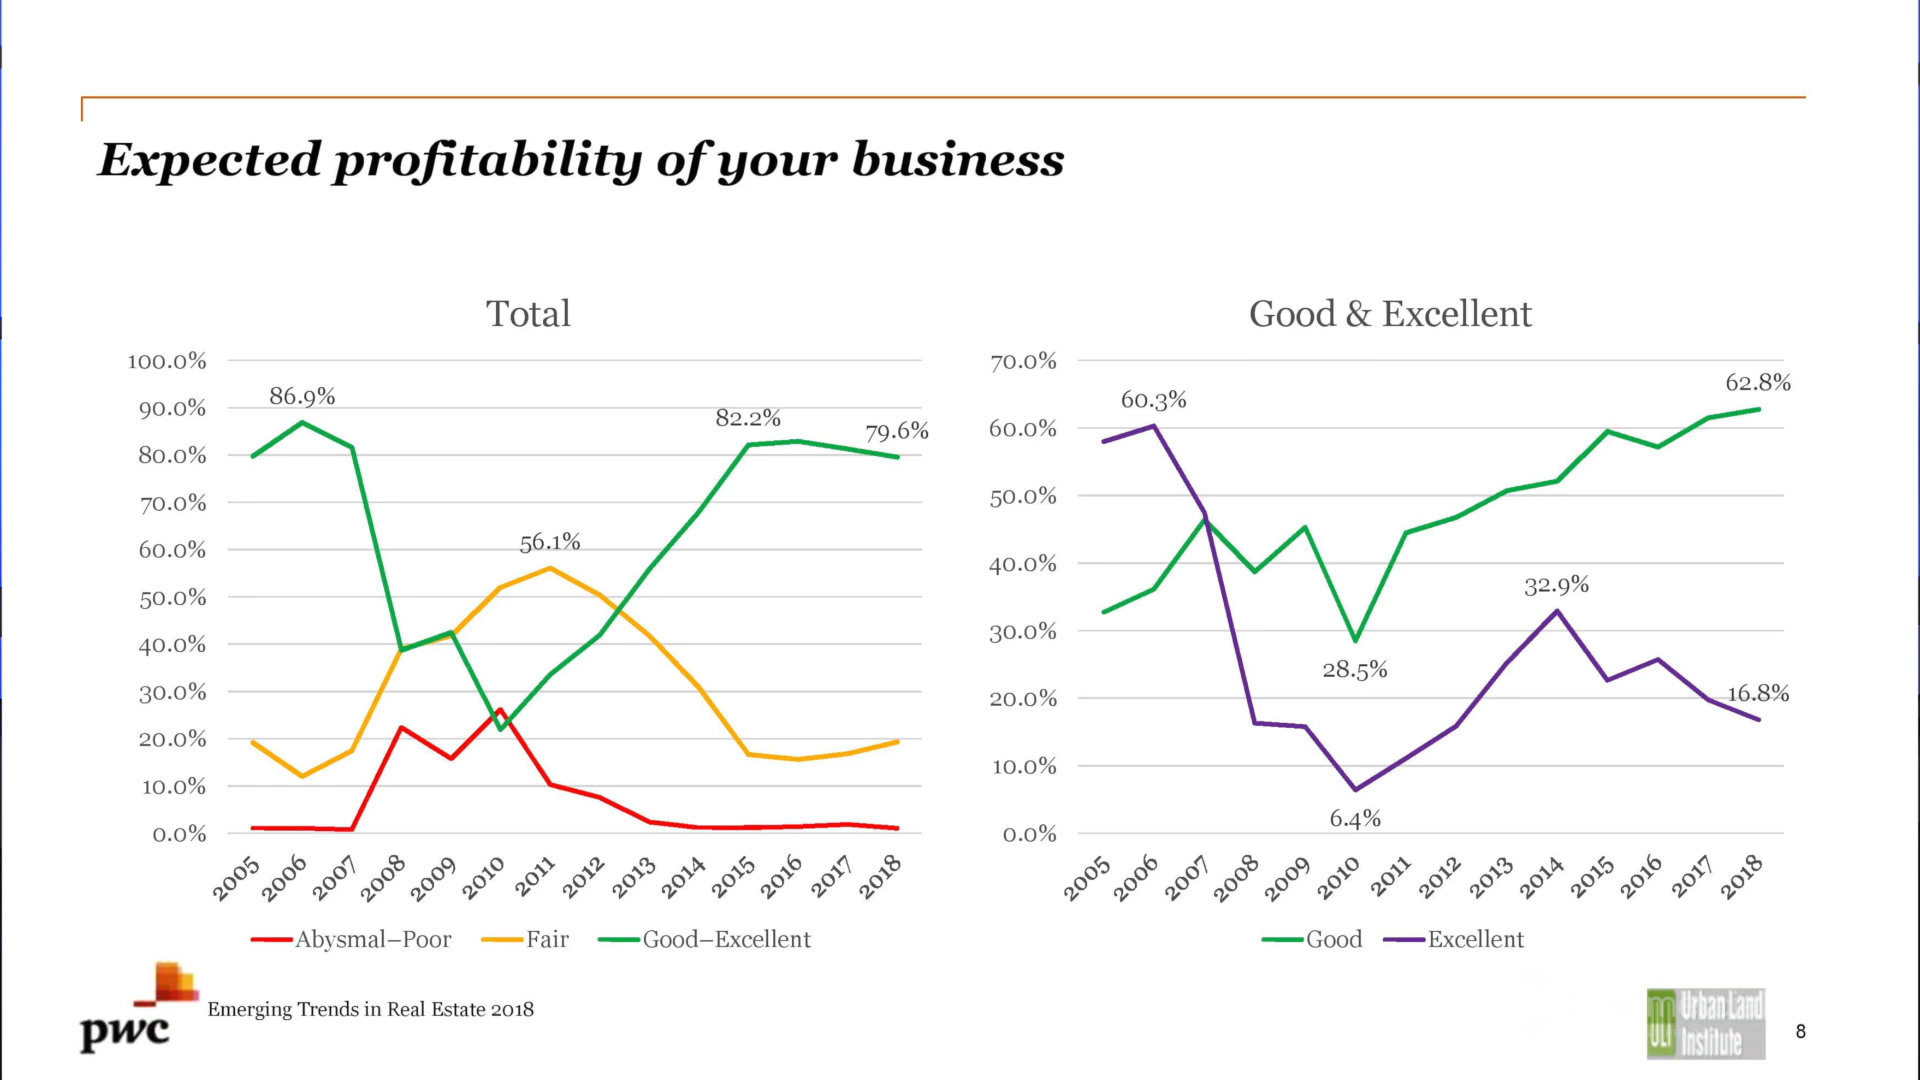 Expected profitability of your business
Total
100.0%
90.0%
80.0%
70.0%
60.0%
50.0%
40.0%
30.0%
20.0%
10.0%
0.0%
86.9%
56.1%
82.2%
79.6%
2005 2006 2007 2008 2009 2010 2011 2012 2013 2014 2015 2016 2017 2018
Abysmal–Poor Fair Good–Excellent
Good & Excellent
70.0%
60.0%
50.0%
40.0%
30.0%
20.0%
10.0%
0.0%
60.3%
62.8%
32.9%
28.5%
16.8%
6.4%
2005 2006 2007 2008 2009 2010 2011 2012 2013 2014 2015 2016 2017 2018
Good Excellent
pwc
Emerging Trends in Real Estate 2018
ULI
Urban Land
Institute
8